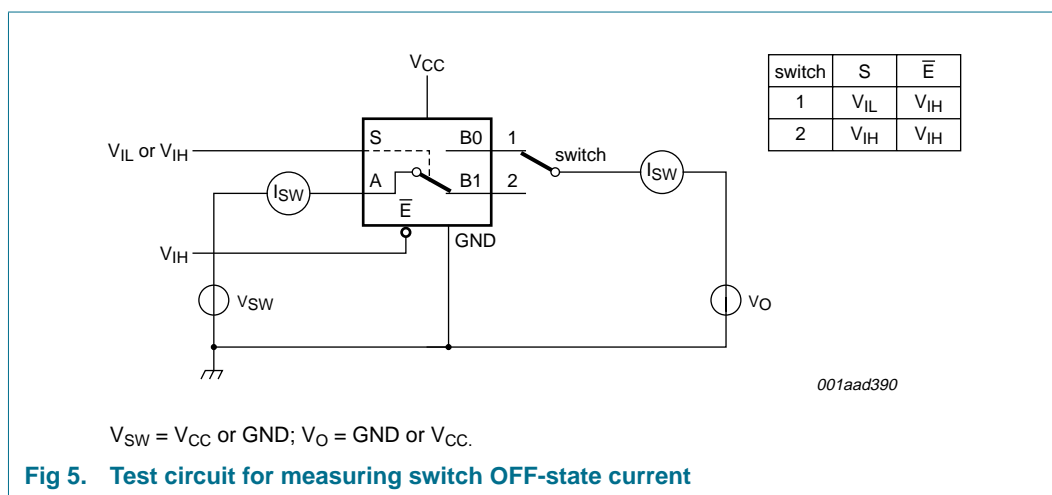 VCC
switch S E̅
1 VIL VIH
2 VIH VIH
S B0 1
VIL or VIH
switch
ISW
A B1 2
ISW
E̅
GND
VIH
VSW
VO
001aad390
VSW = VCC or GND; VO = GND or VCC.
Fig 5. Test circuit for measuring switch OFF-state current